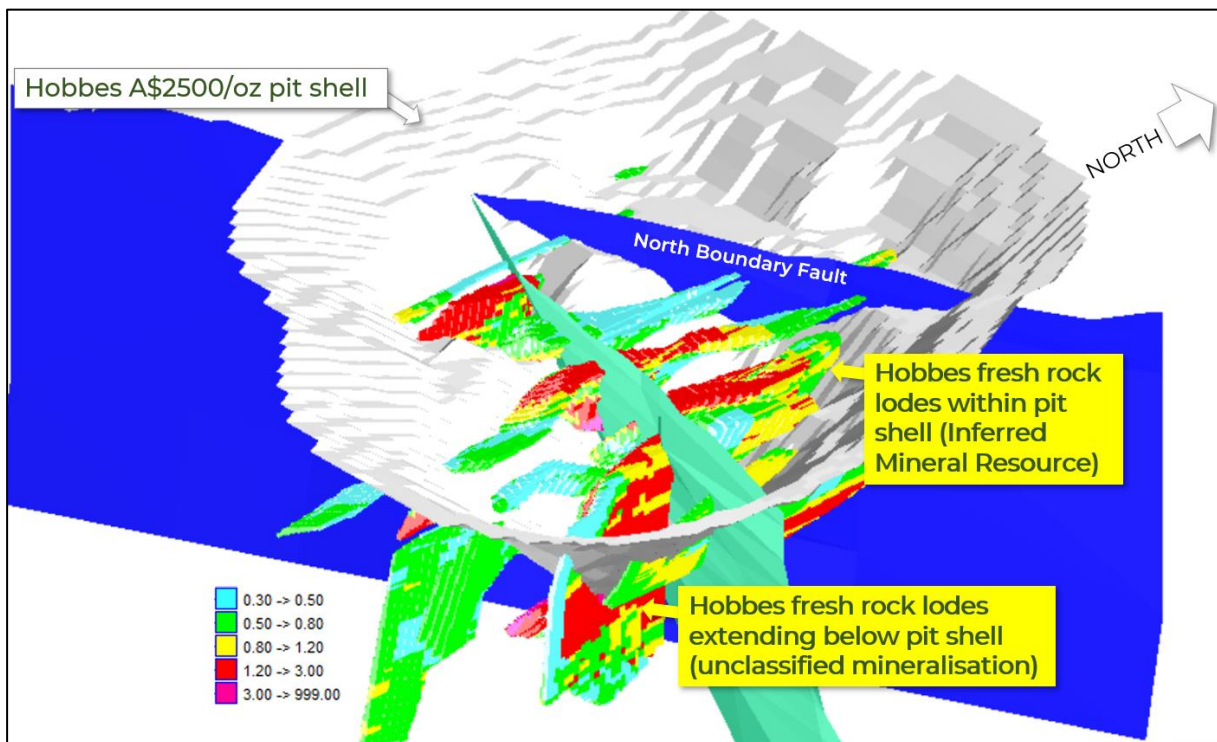 Hobbes A$2500/oz pit shell
NORTH
North Boundary Fault
Hobbes fresh rock
lodes within pit
shell (Inferred
Mineral Resource)
Hobbes fresh rock lodes
extending below pit shell
(unclassified mineralisation)
0.30 -> 0.50
0.50 -> 0.80
0.80 -> 1.20
1.20 -> 3.00
3.00 -> 999.00